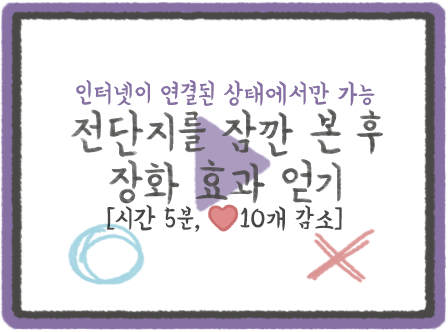 인터넷이 연결된 상태에서만 가능
전단지를 잠깐 본 후
장화 효과 얻기
[시간 5분, ❤10개 감소]